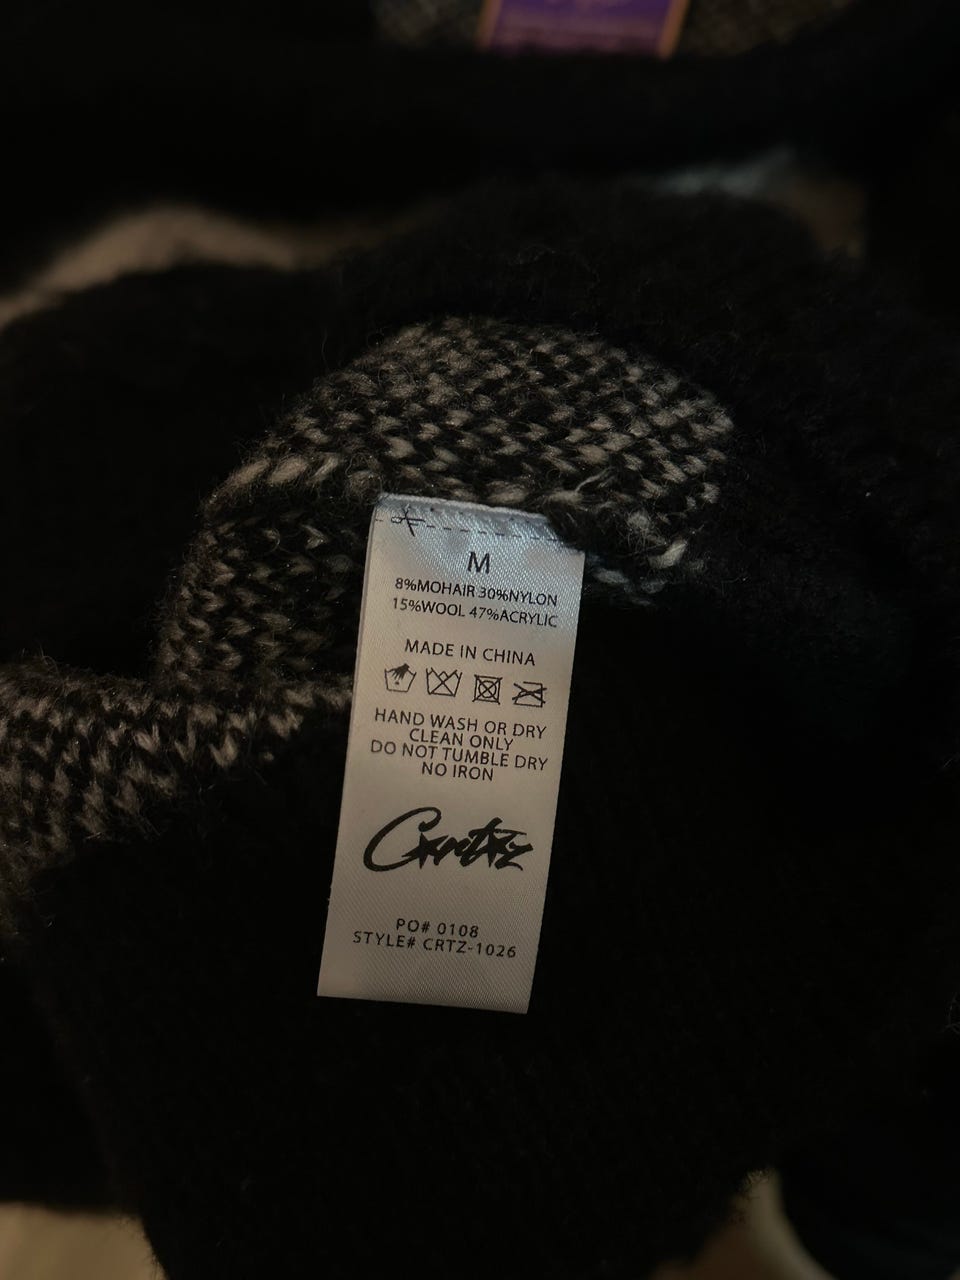 M
8%MOHAIR 30%NYLON
15%WOOL 47%ACRYLIC
MADE IN CHINA
HAND WASH OR DRY
CLEAN ONLY
DO NOT TUMBLE DRY
NO IRON
Crtz
PO# 0108
STYLE# CRTZ-1026